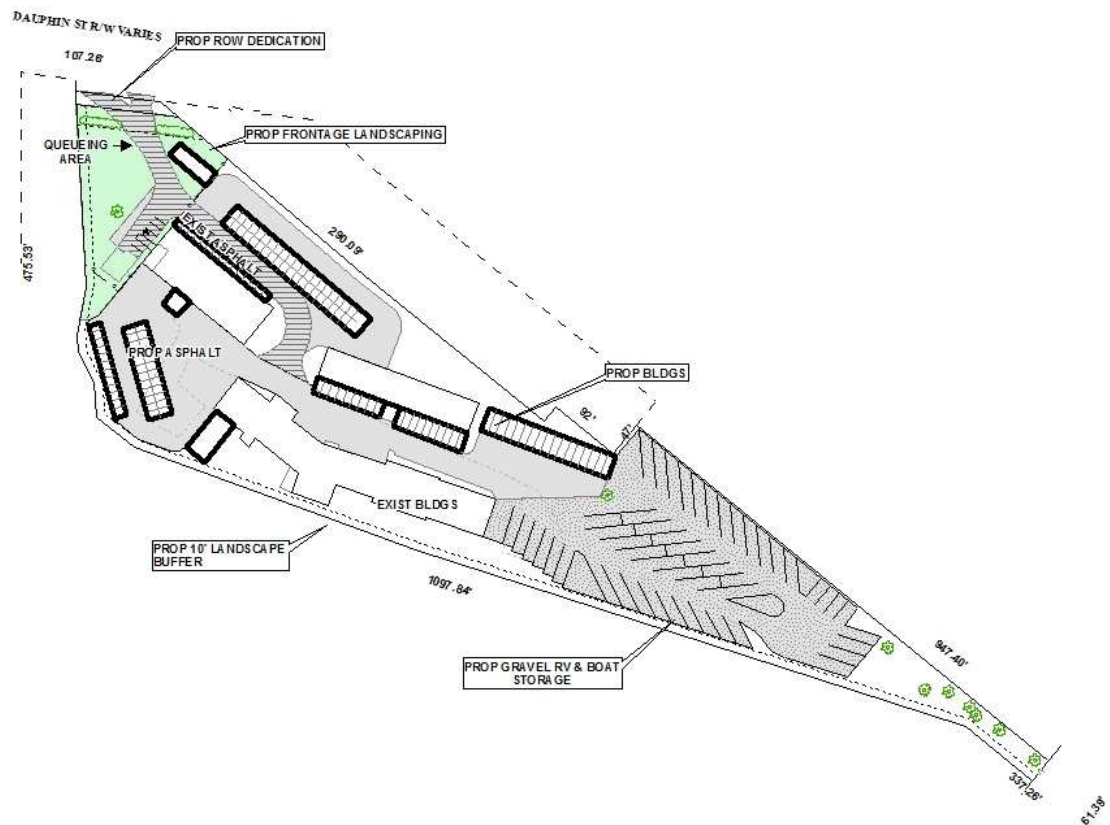 DAUPHIN ST R/W VARIES
107.26'
PROP ROW DEDICATION
PROP FRONTAGE LANDSCAPING
QUEUEING
AREA
EXIST ASPHALT
290.09'
475.53'
PROP ASPHALT
PROP BLDGS
92'
47'
EXIST BLDGS
PROP 10' LANDSCAPE
BUFFER
1097.84'
PROP GRAVEL RV & BOAT
STORAGE
947.40'
337.26'
61.39'